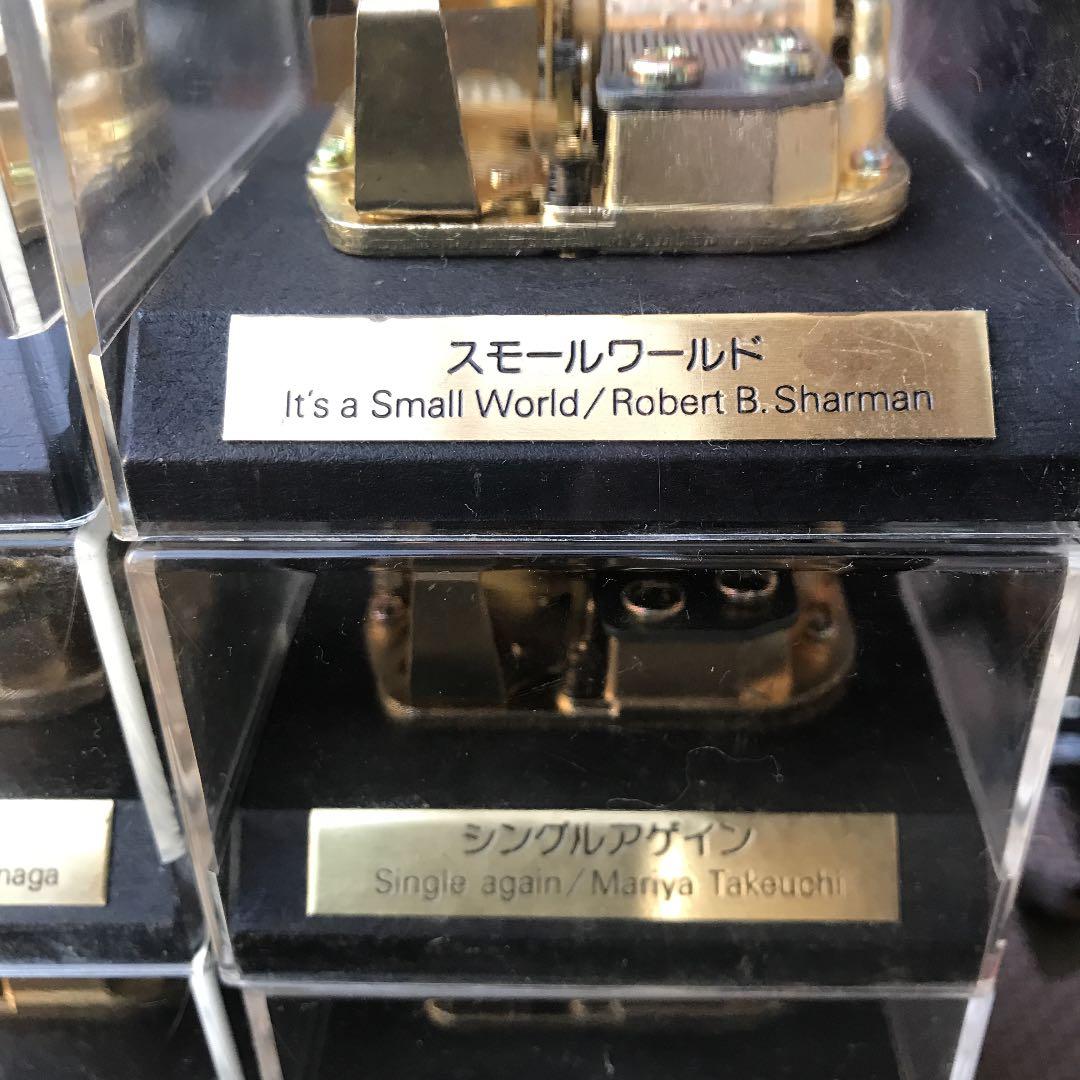 スモールワールド
It's a Small World/Robert B. Sharman
シングルアゲイン
Single again/Mariya Takeuchi
naga